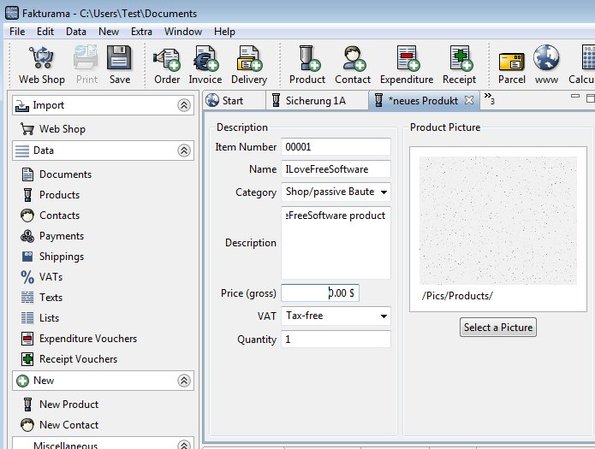 Fakturama - C:\Users\Test\Documents
File Edit Data New Extra Window Help
Web Shop Print Save Order Invoice Delivery Product Contact Expenditure Receipt Parcel www Calcu
Import
Web Shop
Data
Documents
Products
Contacts
Payments
Shippings
% VATs
Texts
Lists
Expenditure Vouchers
Receipt Vouchers
New
New Product
New Contact
Miscellaneous
Start Sicherung 1A *neues Produkt »3
Description
Item Number 00001
Name ILoveFreeSoftware
Category Shop/passive Baute
Description eFreeSoftware product
Price (gross) 0.00 $
VAT Tax-free
Quantity 1
Product Picture
/Pics/Products/
Select a Picture